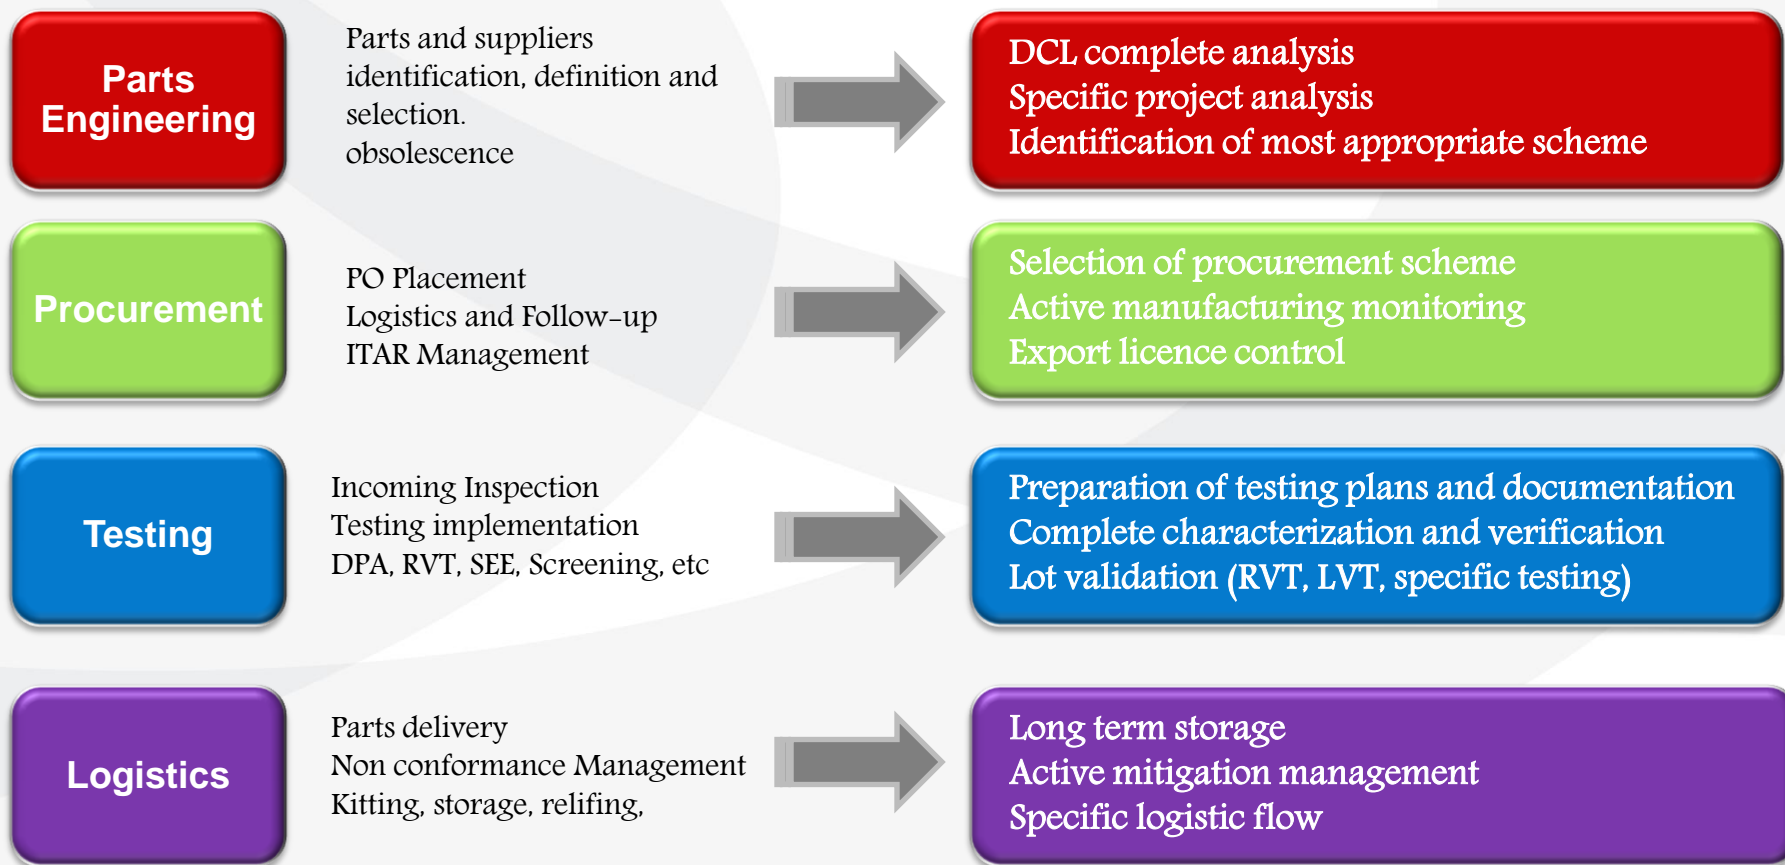 Parts
Engineering
Parts and suppliers
identification, definition and
selection.
obsolescence
DCL complete analysis
Specific project analysis
Identification of most appropriate scheme
Procurement
PO Placement
Logistics and Follow-up
ITAR Management
Selection of procurement scheme
Active manufacturing monitoring
Export licence control
Testing
Incoming Inspection
Testing implementation
DPA, RVT, SEE, Screening, etc
Preparation of testing plans and documentation
Complete characterization and verification
Lot validation (RVT, LVT, specific testing)
Logistics
Parts delivery
Non conformance Management
Kitting, storage, relifing,
Long term storage
Active mitigation management
Specific logistic flow